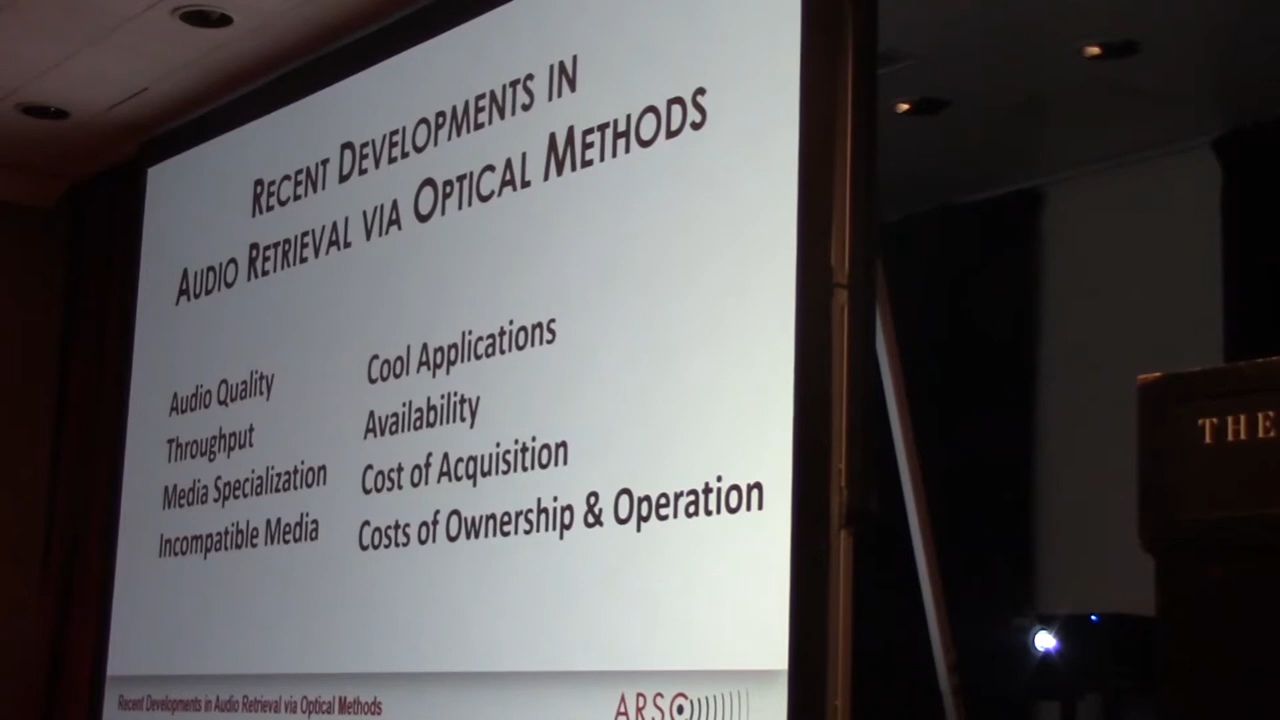 RECENT DEVELOPMENTS IN
AUDIO RETRIEVAL VIA OPTICAL METHODS
Audio Quality
Throughput
Media Specialization
Incompatible Media
Cool Applications
Availability
Cost of Acquisition
Costs of Ownership & Operation
Recent Developments in Audio Retrieval via Optical Methods
ARSC
THE